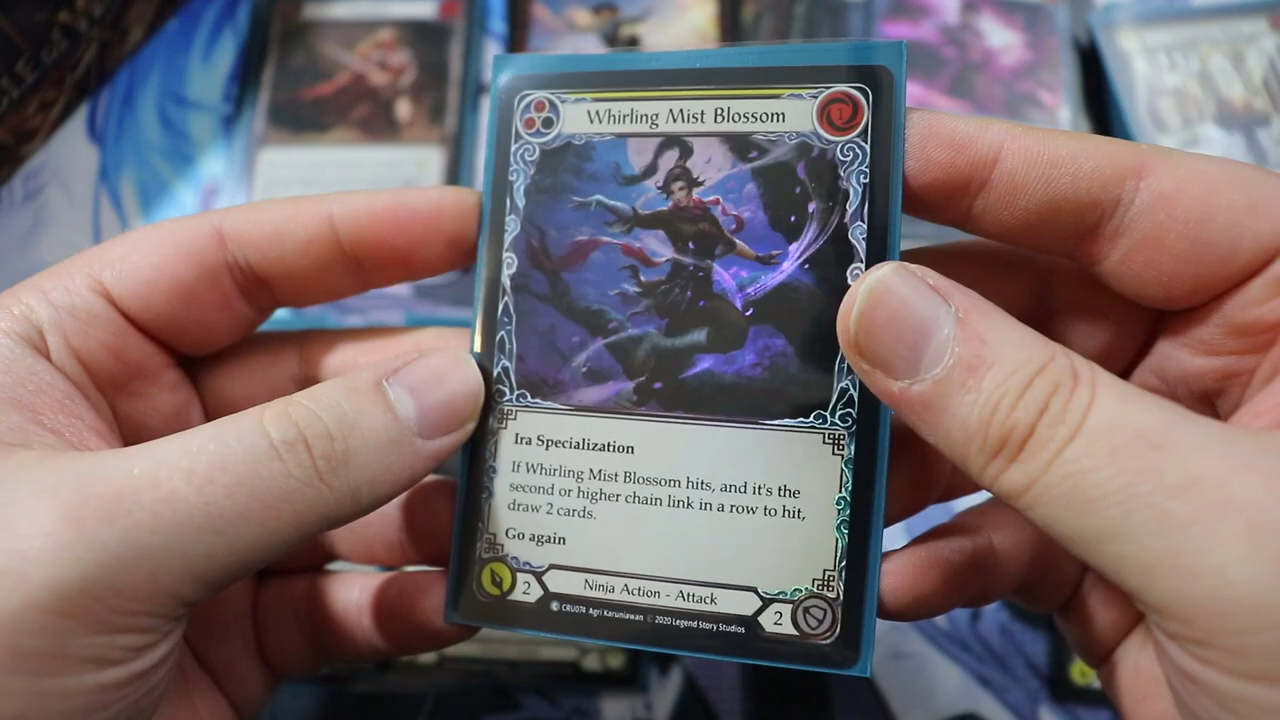 Whirling Mist Blossom
1
Ira Specialization
If Whirling Mist Blossom hits, and it's the
second or higher chain link in a row to hit,
draw 2 cards.
Go again
2
Ninja Action - Attack
2
C CRU074 Agri Karuniawan © 2020 Legend Story Studios